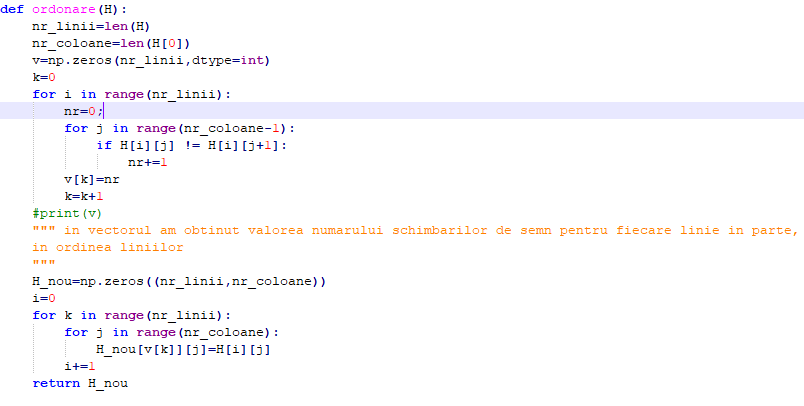 def ordonare(H):
    nr_linii=len(H)
    nr_coloane=len(H[0])
    v=np.zeros(nr_linii,dtype=int)
    k=0
    for i in range(nr_linii):
        nr=0;
        for j in range(nr_coloane-1):
            if H[i][j] != H[i][j+1]:
                nr+=1
        v[k]=nr
        k=k+1
    #print(v)
    """ in vectorul am obtinut valorea numarului schimbarilor de semn pentru fiecare linie in parte,
    in ordinea liniilor
    """
    H_nou=np.zeros((nr_linii,nr_coloane))
    i=0
    for k in range(nr_linii):
        for j in range(nr_coloane):
            H_nou[v[k]][j]=H[i][j]
        i+=1
    return H_nou